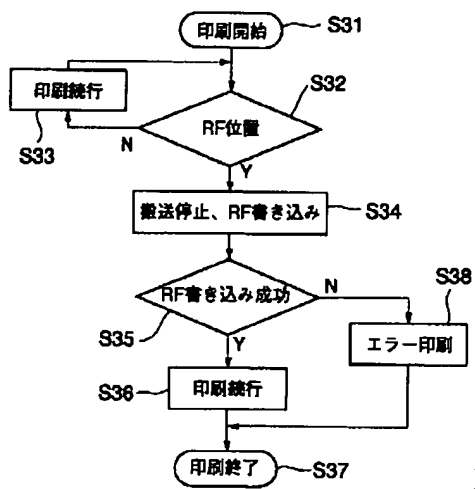 印刷開始
S31
印刷続行
S33
RF位置
S32
N
Y
搬送停止、RF書き込み
S34
RF書き込み成功
S35
N
Y
S38
エラー印刷
S36
印刷続行
印刷終了
S37